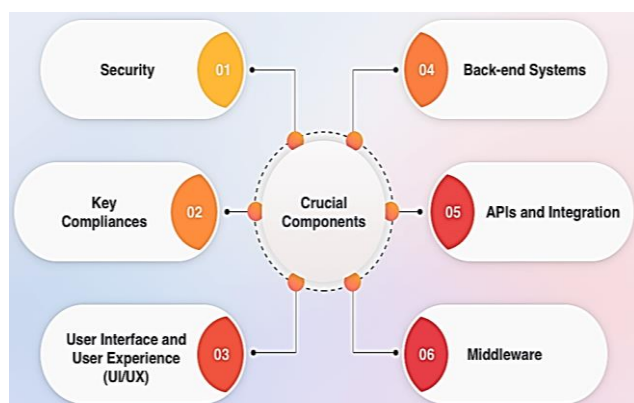 Security
01
Key
Compliances
02
User Interface and
User Experience
(UI/UX)
03
Crucial
Components
04
Back-end Systems
05
APIs and Integration
06
Middleware